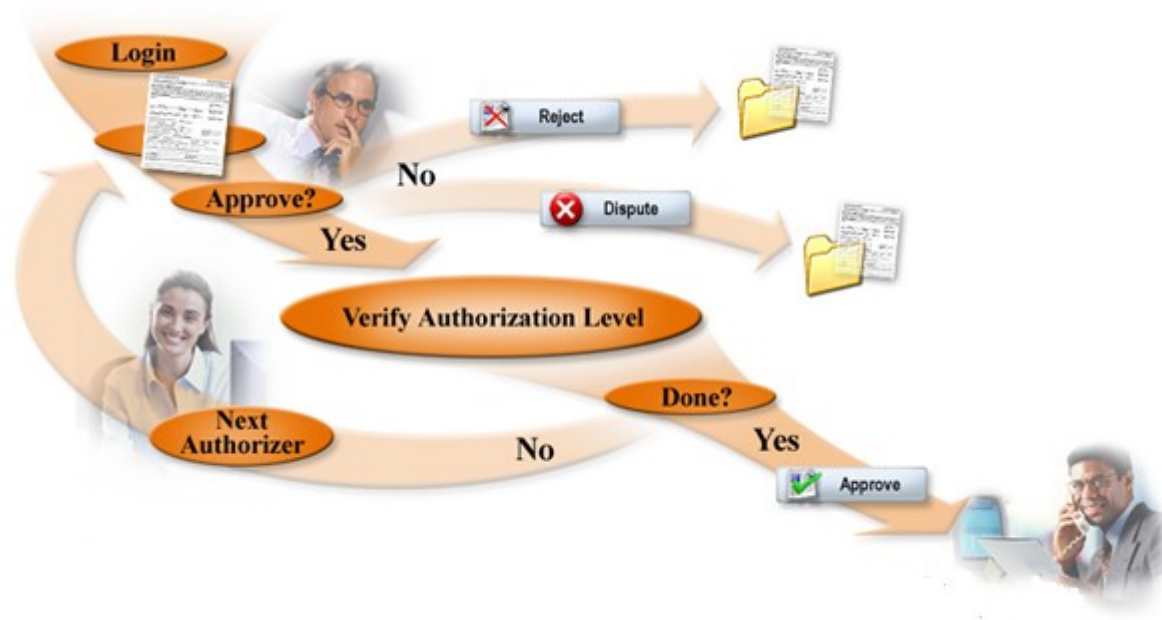 Login
Reject
No
Approve?
Dispute
Yes
Verify Authorization Level
Done?
Next
Authorizer
No
Yes
Approve